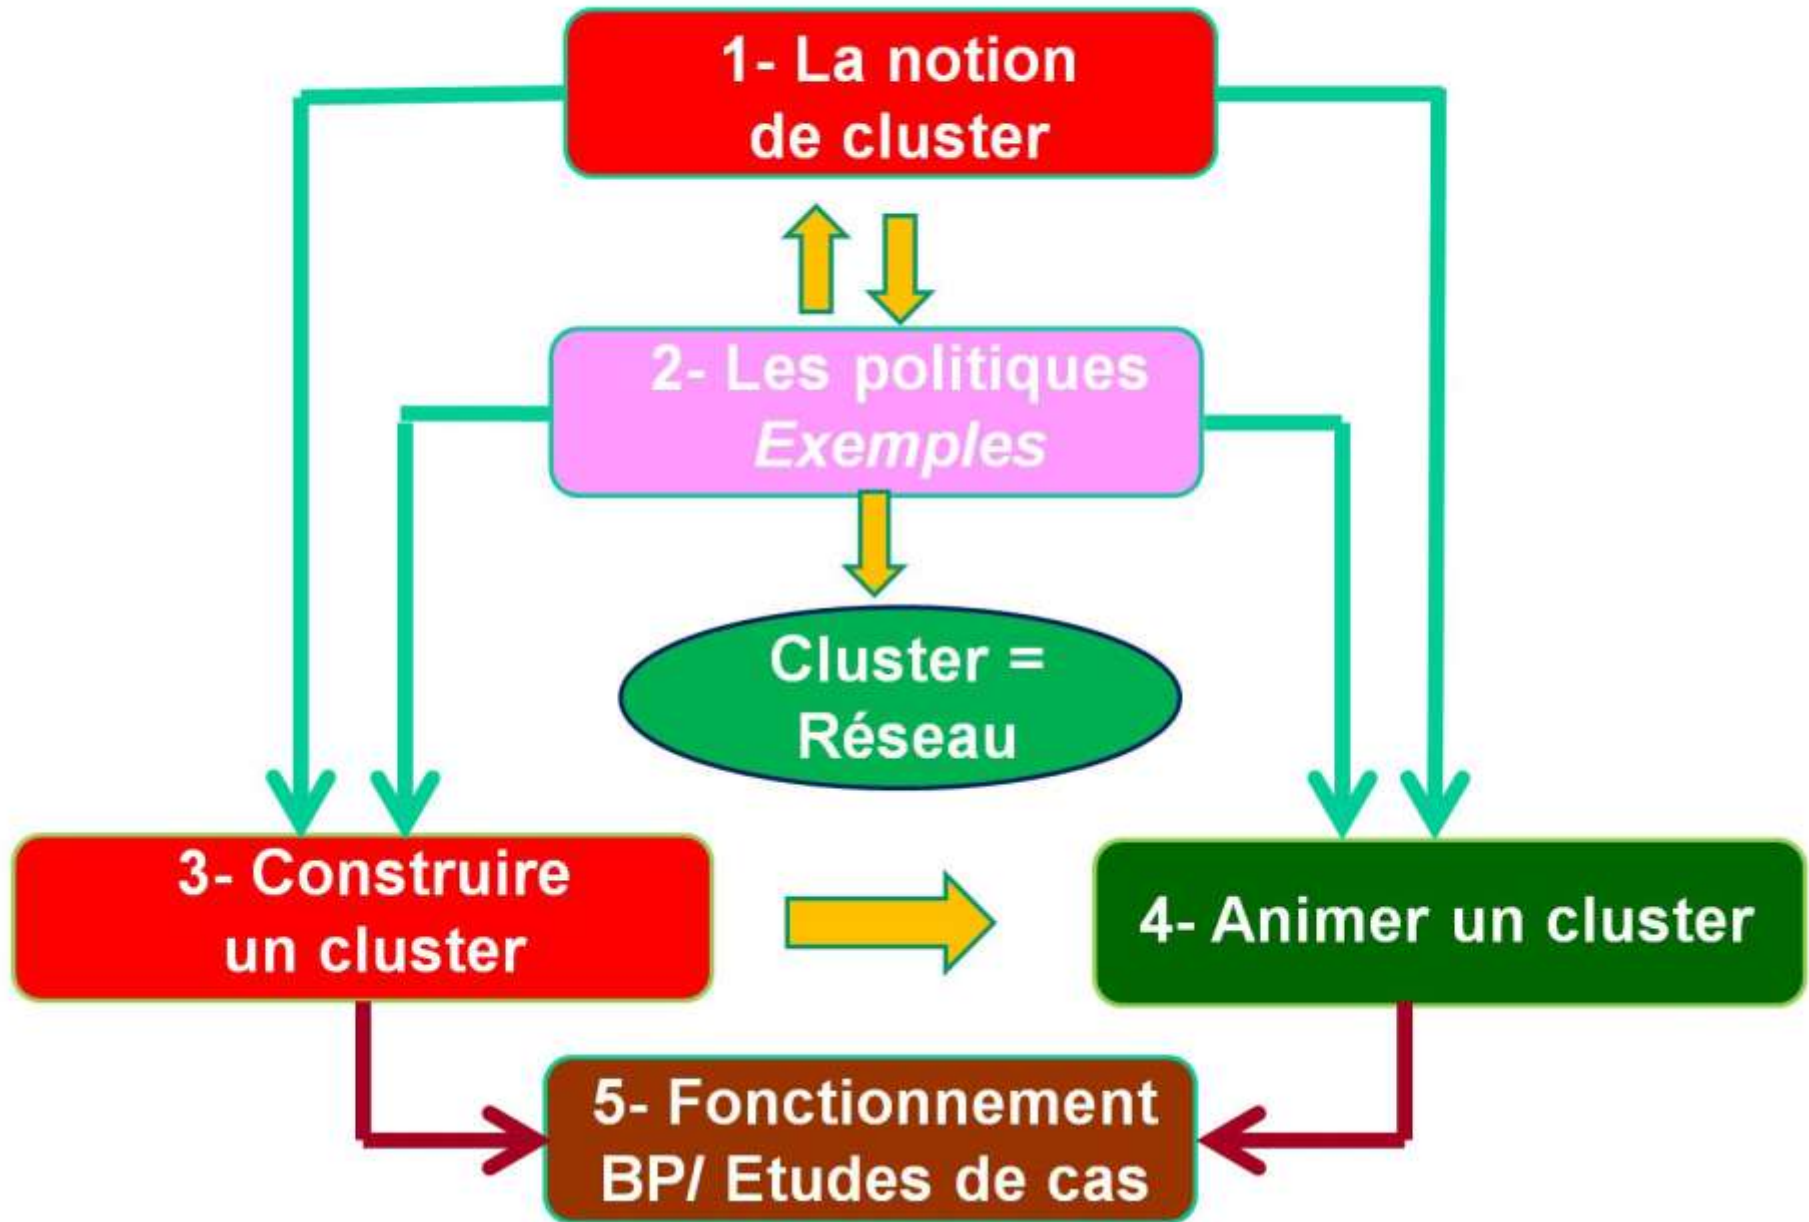 1- La notion
de cluster
2- Les politiques
Exemples
Cluster =
Réseau
3- Construire
un cluster
4- Animer un cluster
5- Fonctionnement
BP/ Etudes de cas